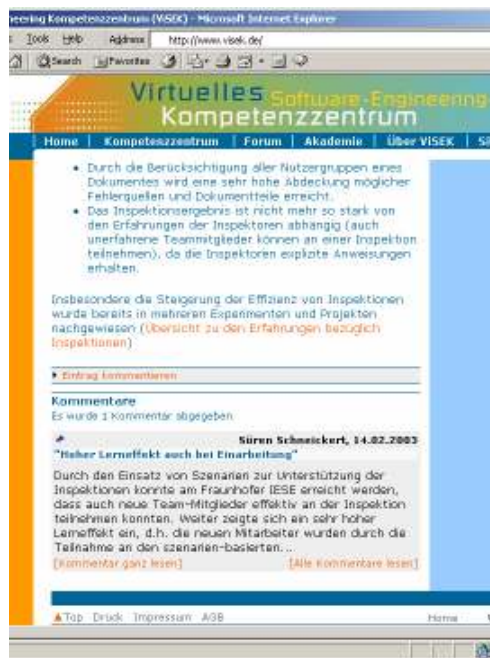 neering Kompetenzzentrum (ViSEK) - Microsoft Internet Explorer
Tools Help Address http://www.visek.de/
Search Favorites
Virtuelles Software-Engineering
Kompetenzzentrum
Home | Kompetenzzentrum | Forum | Akademie | Über ViSEK |
• Durch die Berücksichtigung aller Nutzergruppen eines
Dokumentes wird eine sehr hohe Abdeckung möglicher
Fehlerquellen und Dokumentteile erreicht.
• Das Inspektionsergebnis ist nicht mehr so stark von
den Erfahrungen der Inspektoren abhängig (auch
unerfahrene Teammitglieder können an einer Inspektion
teilnehmen), da die Inspektoren explizite Anweisungen
erhalten.
Insbesondere die Steigerung der Effizienz von Inspektionen
wurde bereits in mehreren Experimenten und Projekten
nachgewiesen (Übersicht zu den Erfahrungen bezüglich
Inspektionen)
Eintrag kommentieren
Kommentare
Es wurde 1 Kommentar abgegeben
Sören Schneickert, 14.02.2003
"Hoher Lerneffekt auch bei Einarbeitung"
Durch den Einsatz von Szenarien zur Unterstützung der
Inspektionen konnte am Fraunhofer IESE erreicht werden,
dass auch neue Team-Mitglieder effektiv an der Inspektion
teilnehmen konnten. Weiter zeigte sich ein sehr hoher
Lerneffekt ein, d.h. die neuen Mitarbeiter wurden durch die
Teilnahme an den szenarien-basierten...
[Kommentar ganz lesen] [Alle Kommentare lesen]
Top Druck Impressum AGB Home